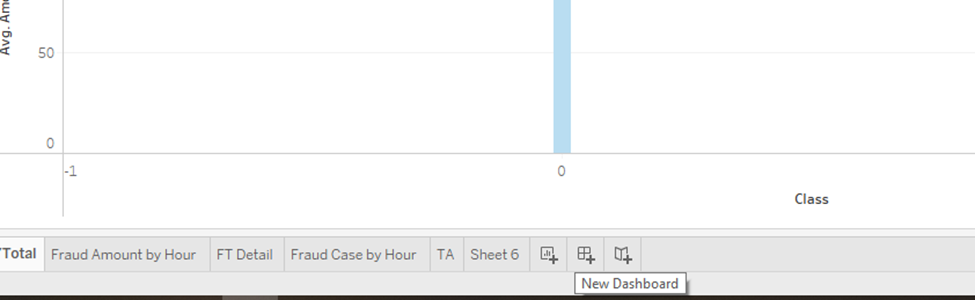 Avg.
50
0
-1
0
Class
Total
Fraud Amount by Hour
FT Detail
Fraud Case by Hour
TA
Sheet 6
New Dashboard